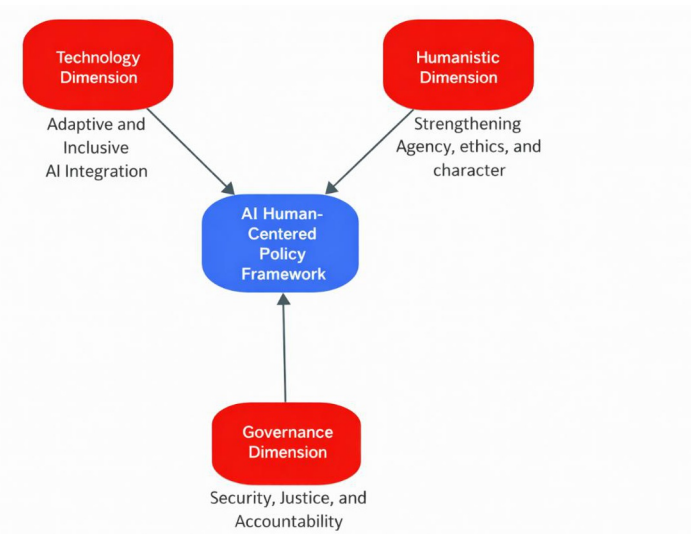 Technology
Dimension
Adaptive and
Inclusive
AI Integration
Humanistic
Dimension
Strengthening
Agency, ethics, and
character
AI Human-
Centered
Policy
Framework
Governance
Dimension
Security, Justice, and
Accountability